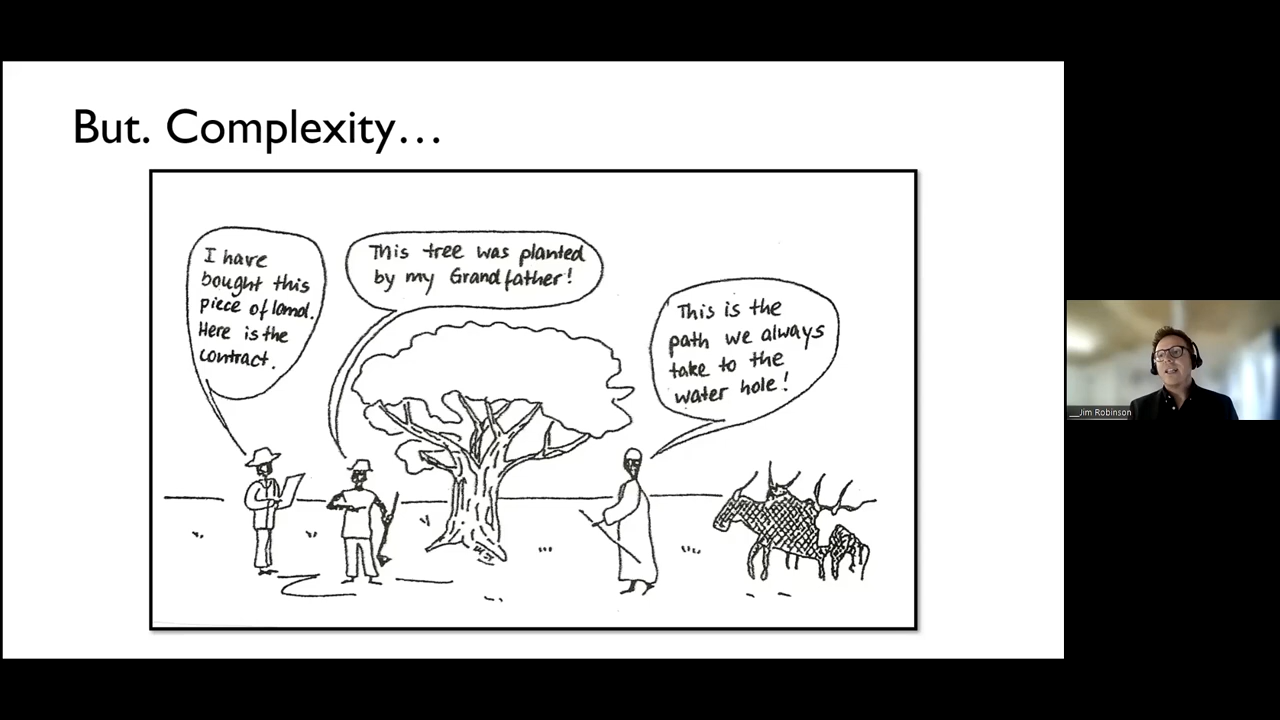 But. Complexity...
I have
bought this
piece of land.
Here is the
contract.
This tree was planted
by my Grandfather!
This is the
path we always
take to the
water hole!
__Jim Robinson